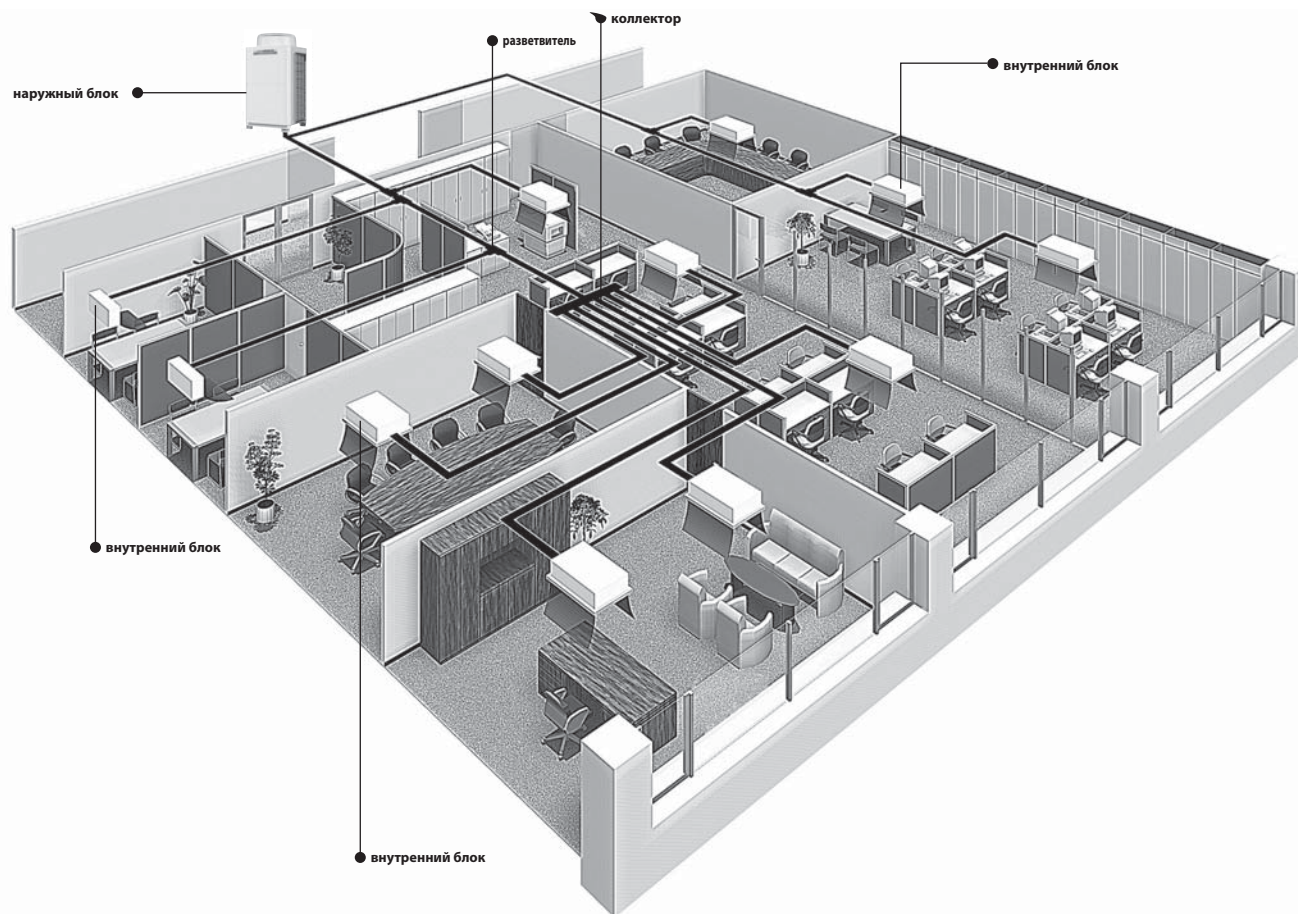 коллектор
разветвитель
внутренний блок
наружный блок
внутренний блок
внутренний блок